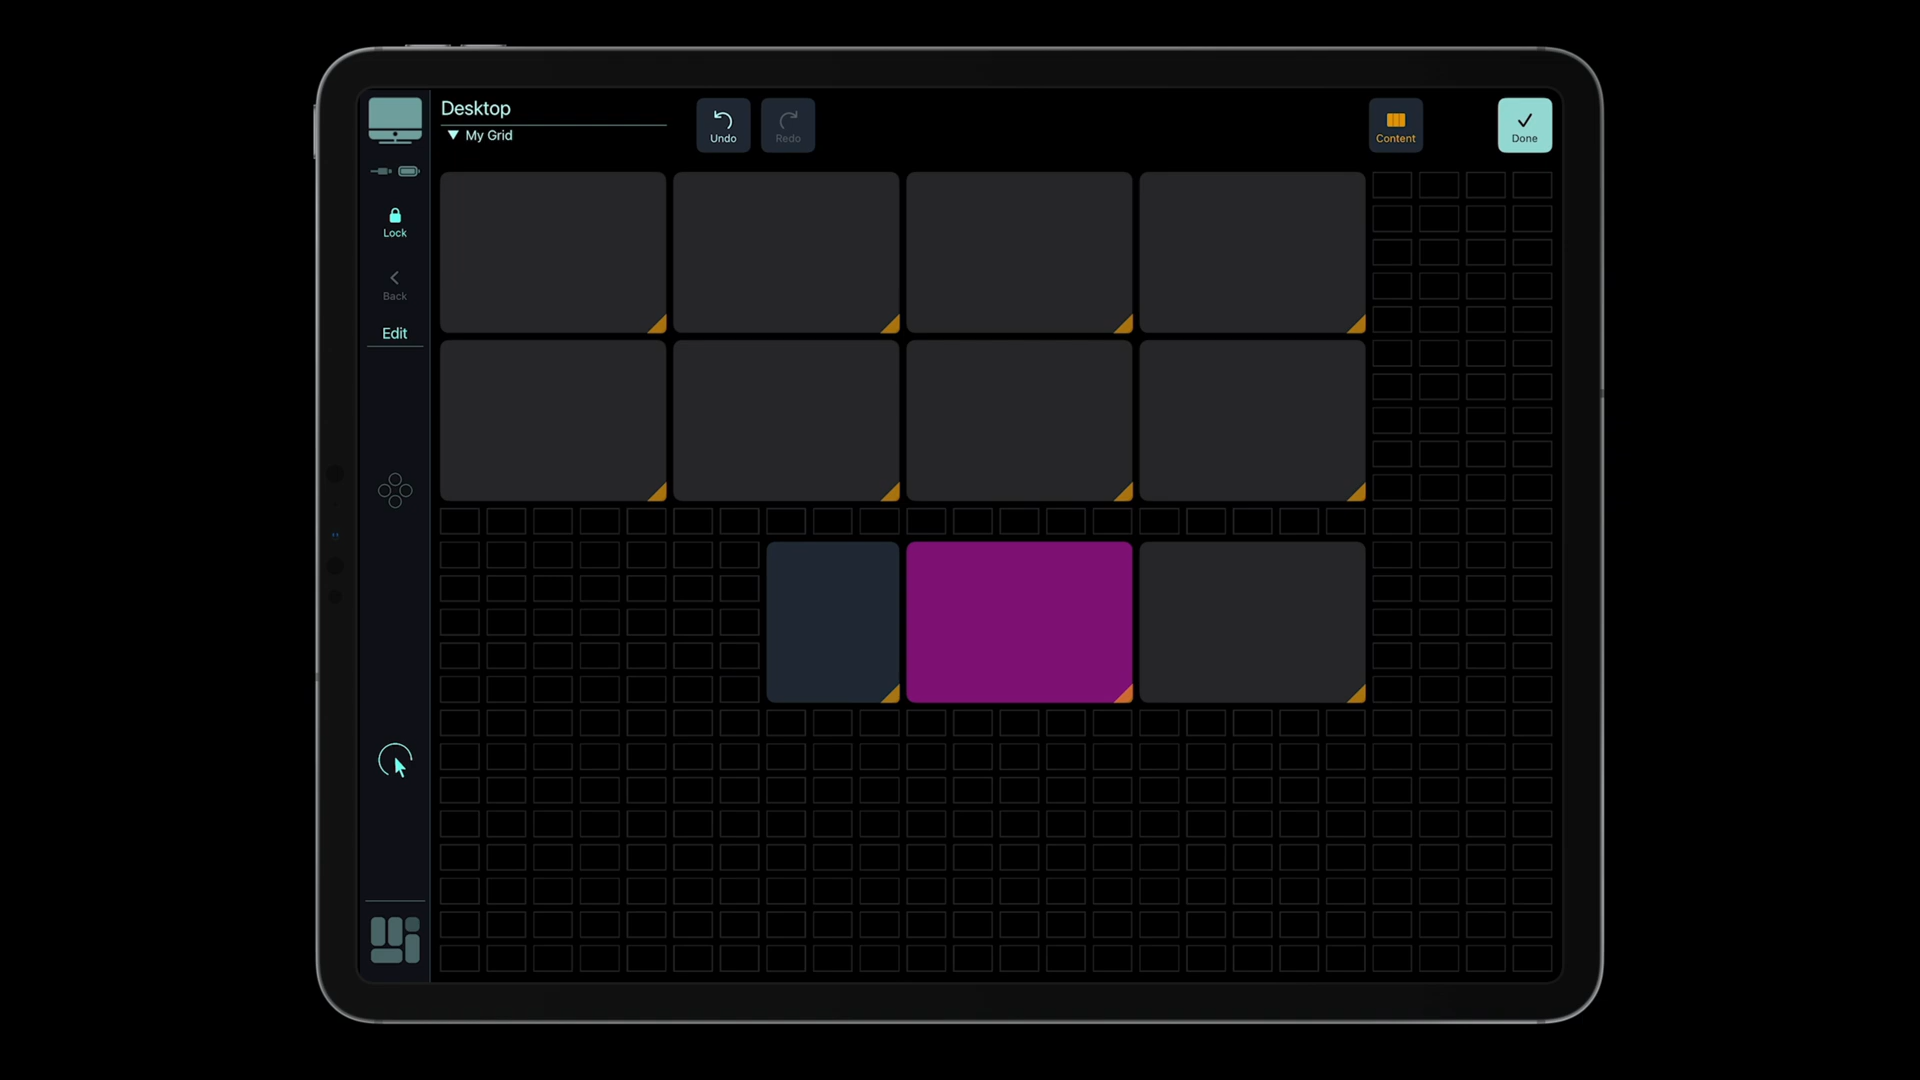 Desktop
▼ My Grid
Undo
Redo
Content
Done
Lock
Back
Edit